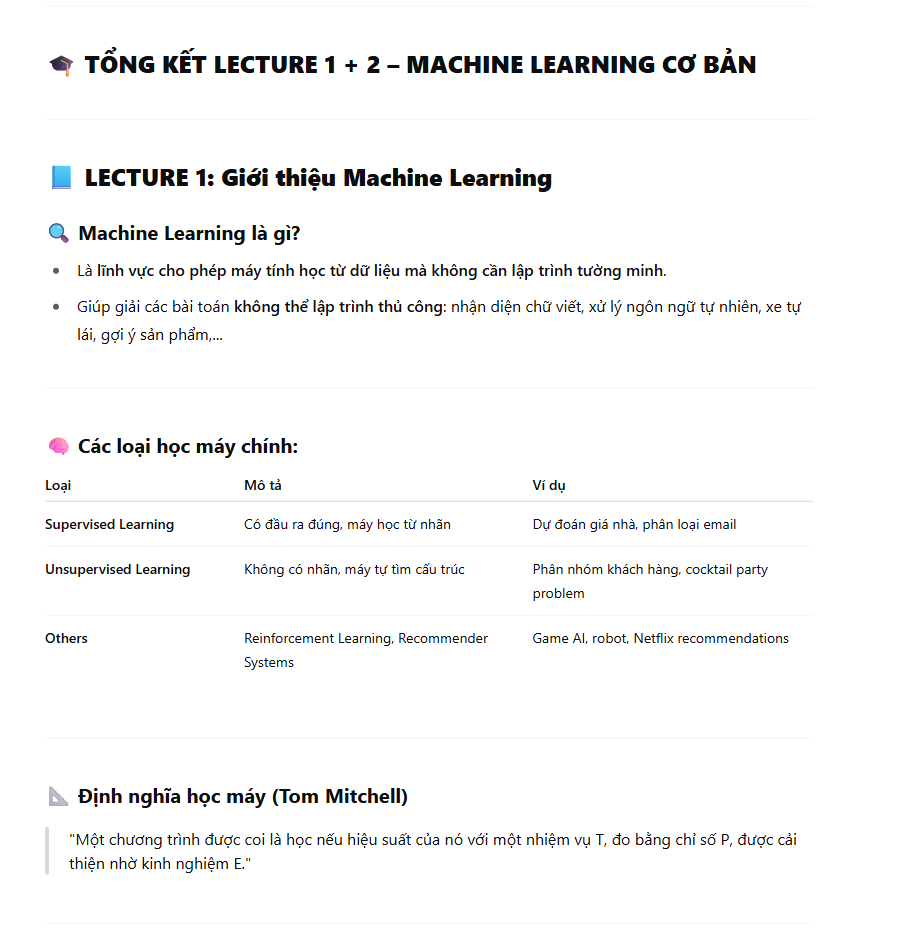 🎓 TỔNG KẾT LECTURE 1 + 2 – MACHINE LEARNING CƠ BẢN
📘 LECTURE 1: Giới thiệu Machine Learning
🔍 Machine Learning là gì?
• Là lĩnh vực cho phép máy tính học từ dữ liệu mà không cần lập trình tường minh.
• Giúp giải các bài toán không thể lập trình thủ công: nhận diện chữ viết, xử lý ngôn ngữ tự nhiên, xe tự
lái, gợi ý sản phẩm,...
🧠 Các loại học máy chính:
Loại Mô tả Ví dụ
Supervised Learning Có đầu ra đúng, máy học từ nhãn Dự đoán giá nhà, phân loại email
Unsupervised Learning Không có nhãn, máy tự tìm cấu trúc Phân nhóm khách hàng, cocktail party
problem
Others Reinforcement Learning, Recommender Game AI, robot, Netflix recommendations
Systems
📐 Định nghĩa học máy (Tom Mitchell)
"Một chương trình được coi là học nếu hiệu suất của nó với một nhiệm vụ T, đo bằng chỉ số P, được cải
thiện nhờ kinh nghiệm E."